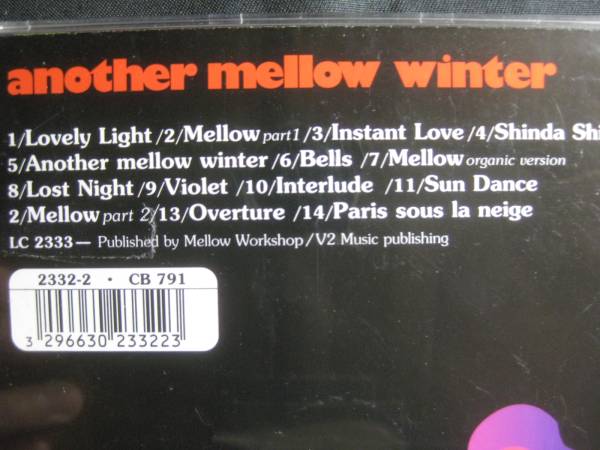 another mellow winter
1/Lovely Light /2/Mellow part1 /3/Instant Love /4/Shinda Shi
5/Another mellow winter /6/Bells /7/Mellow organic version
8/Lost Night /9/Violet /10/Interlude /11/Sun Dance
2/Mellow part 2/13/Overture /14/Paris sous la neige
LC 2333 — Published by Mellow Workshop/V2 Music publishing
2332-2 · CB 791
3 296630 233223